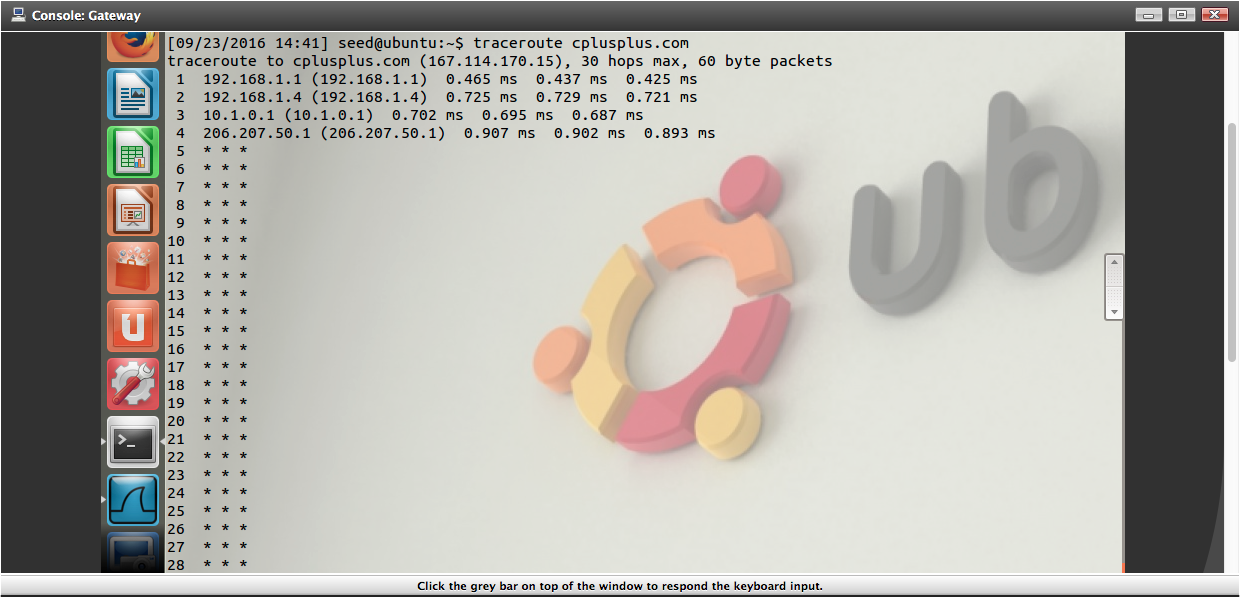 Console: Gateway
[09/23/2016 14:41] seed@ubuntu:~$ traceroute cplusplus.com
traceroute to cplusplus.com (167.114.170.15), 30 hops max, 60 byte packets
 1  192.168.1.1 (192.168.1.1)  0.465 ms  0.437 ms  0.425 ms
 2  192.168.1.4 (192.168.1.4)  0.725 ms  0.729 ms  0.721 ms
 3  10.1.0.1 (10.1.0.1)  0.702 ms  0.695 ms  0.687 ms
 4  206.207.50.1 (206.207.50.1)  0.907 ms  0.902 ms  0.893 ms
 5  * * *
 6  * * *
 7  * * *
 8  * * *
 9  * * *
10  * * *
11  * * *
12  * * *
13  * * *
14  * * *
15  * * *
16  * * *
17  * * *
18  * * *
19  * * *
20  * * *
21  * * *
22  * * *
23  * * *
24  * * *
25  * * *
26  * * *
27  * * *
28  * * *
ub
U
>_
Click the grey bar on top of the window to respond the keyboard input.